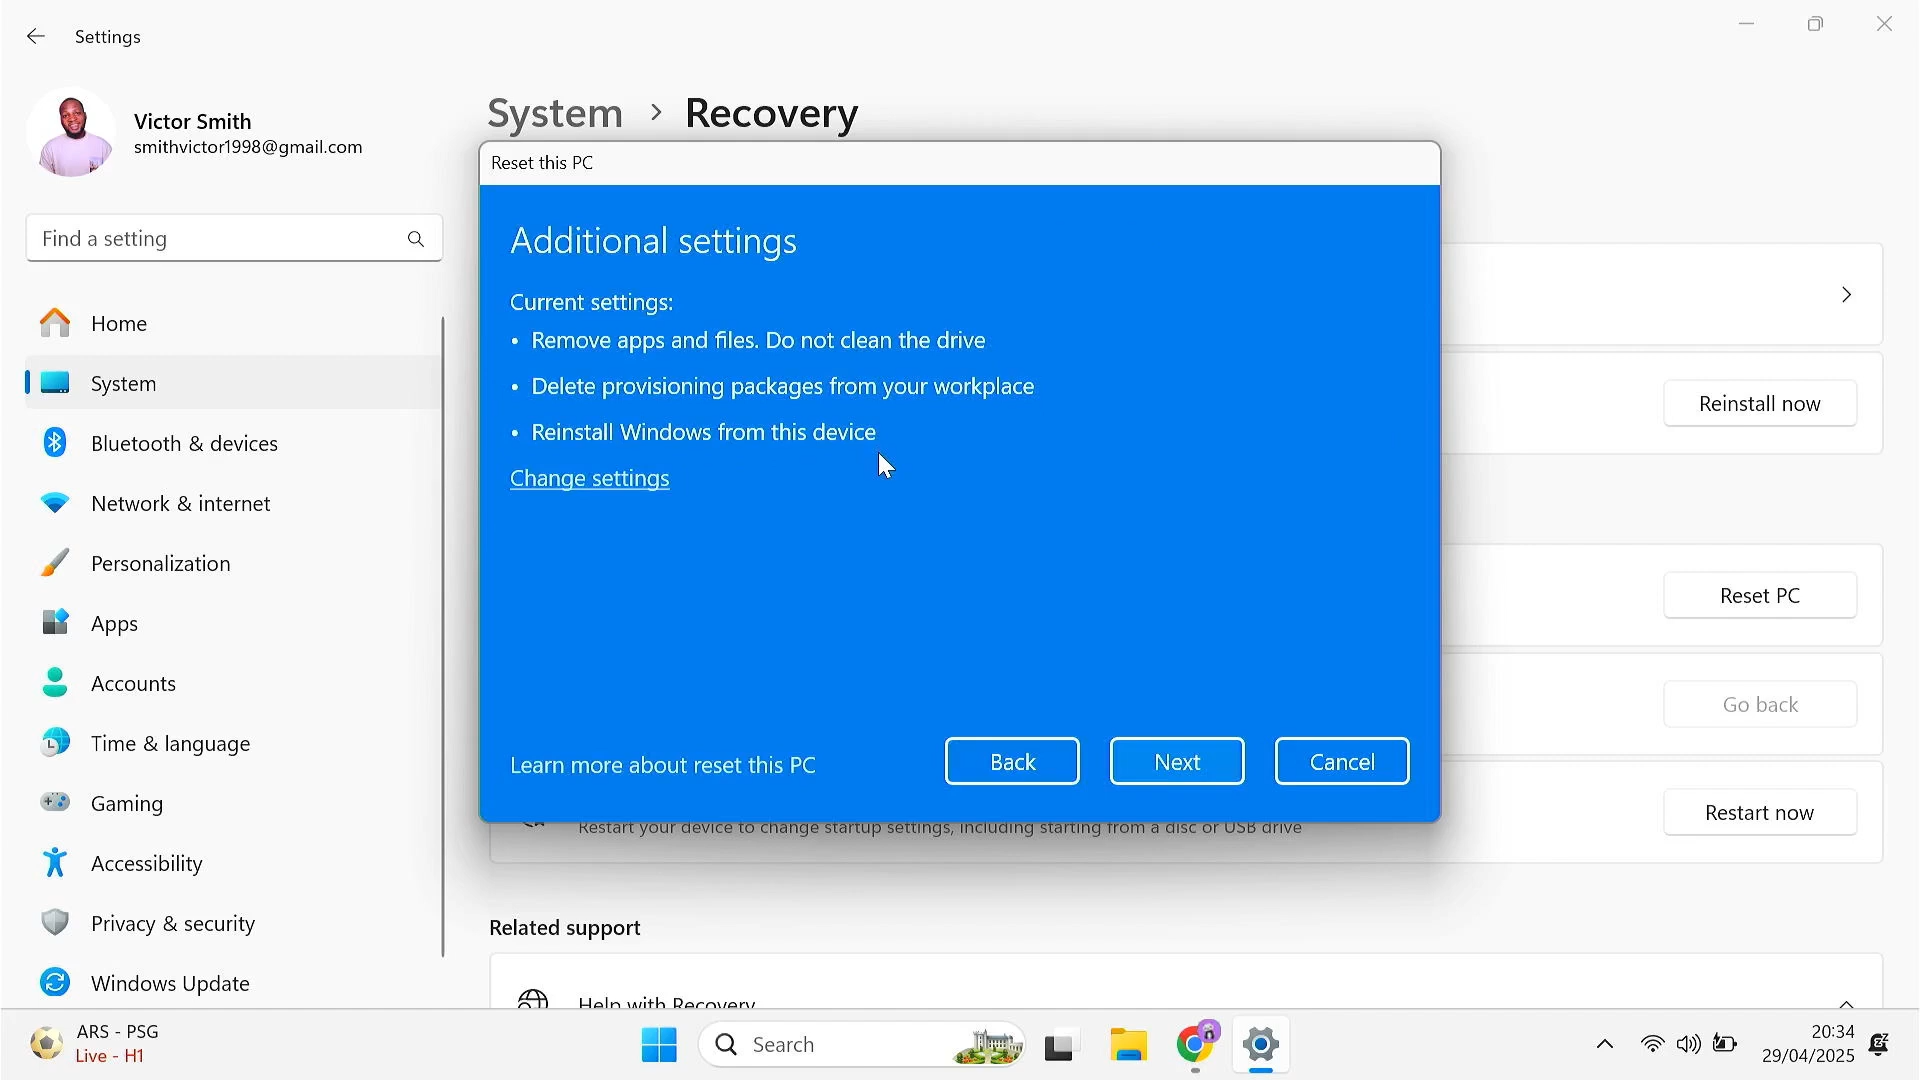 Settings
Victor Smith
smithvictor1998@gmail.com
Find a setting
Home
System
Bluetooth & devices
Network & internet
Personalization
Apps
Accounts
Time & language
Gaming
Accessibility
Privacy & security
Windows Update
System > Recovery
Reset this PC
Additional settings
Current settings:
• Remove apps and files. Do not clean the drive
• Delete provisioning packages from your workplace
• Reinstall Windows from this device
Change settings
Learn more about reset this PC
Back
Next
Cancel
Reinstall now
Reset PC
Go back
Restart your device to change startup settings, including starting from a disc or USB drive
Restart now
Related support
Help with Recovery
ARS - PSG
Live - H1
Search
20:34
29/04/2025